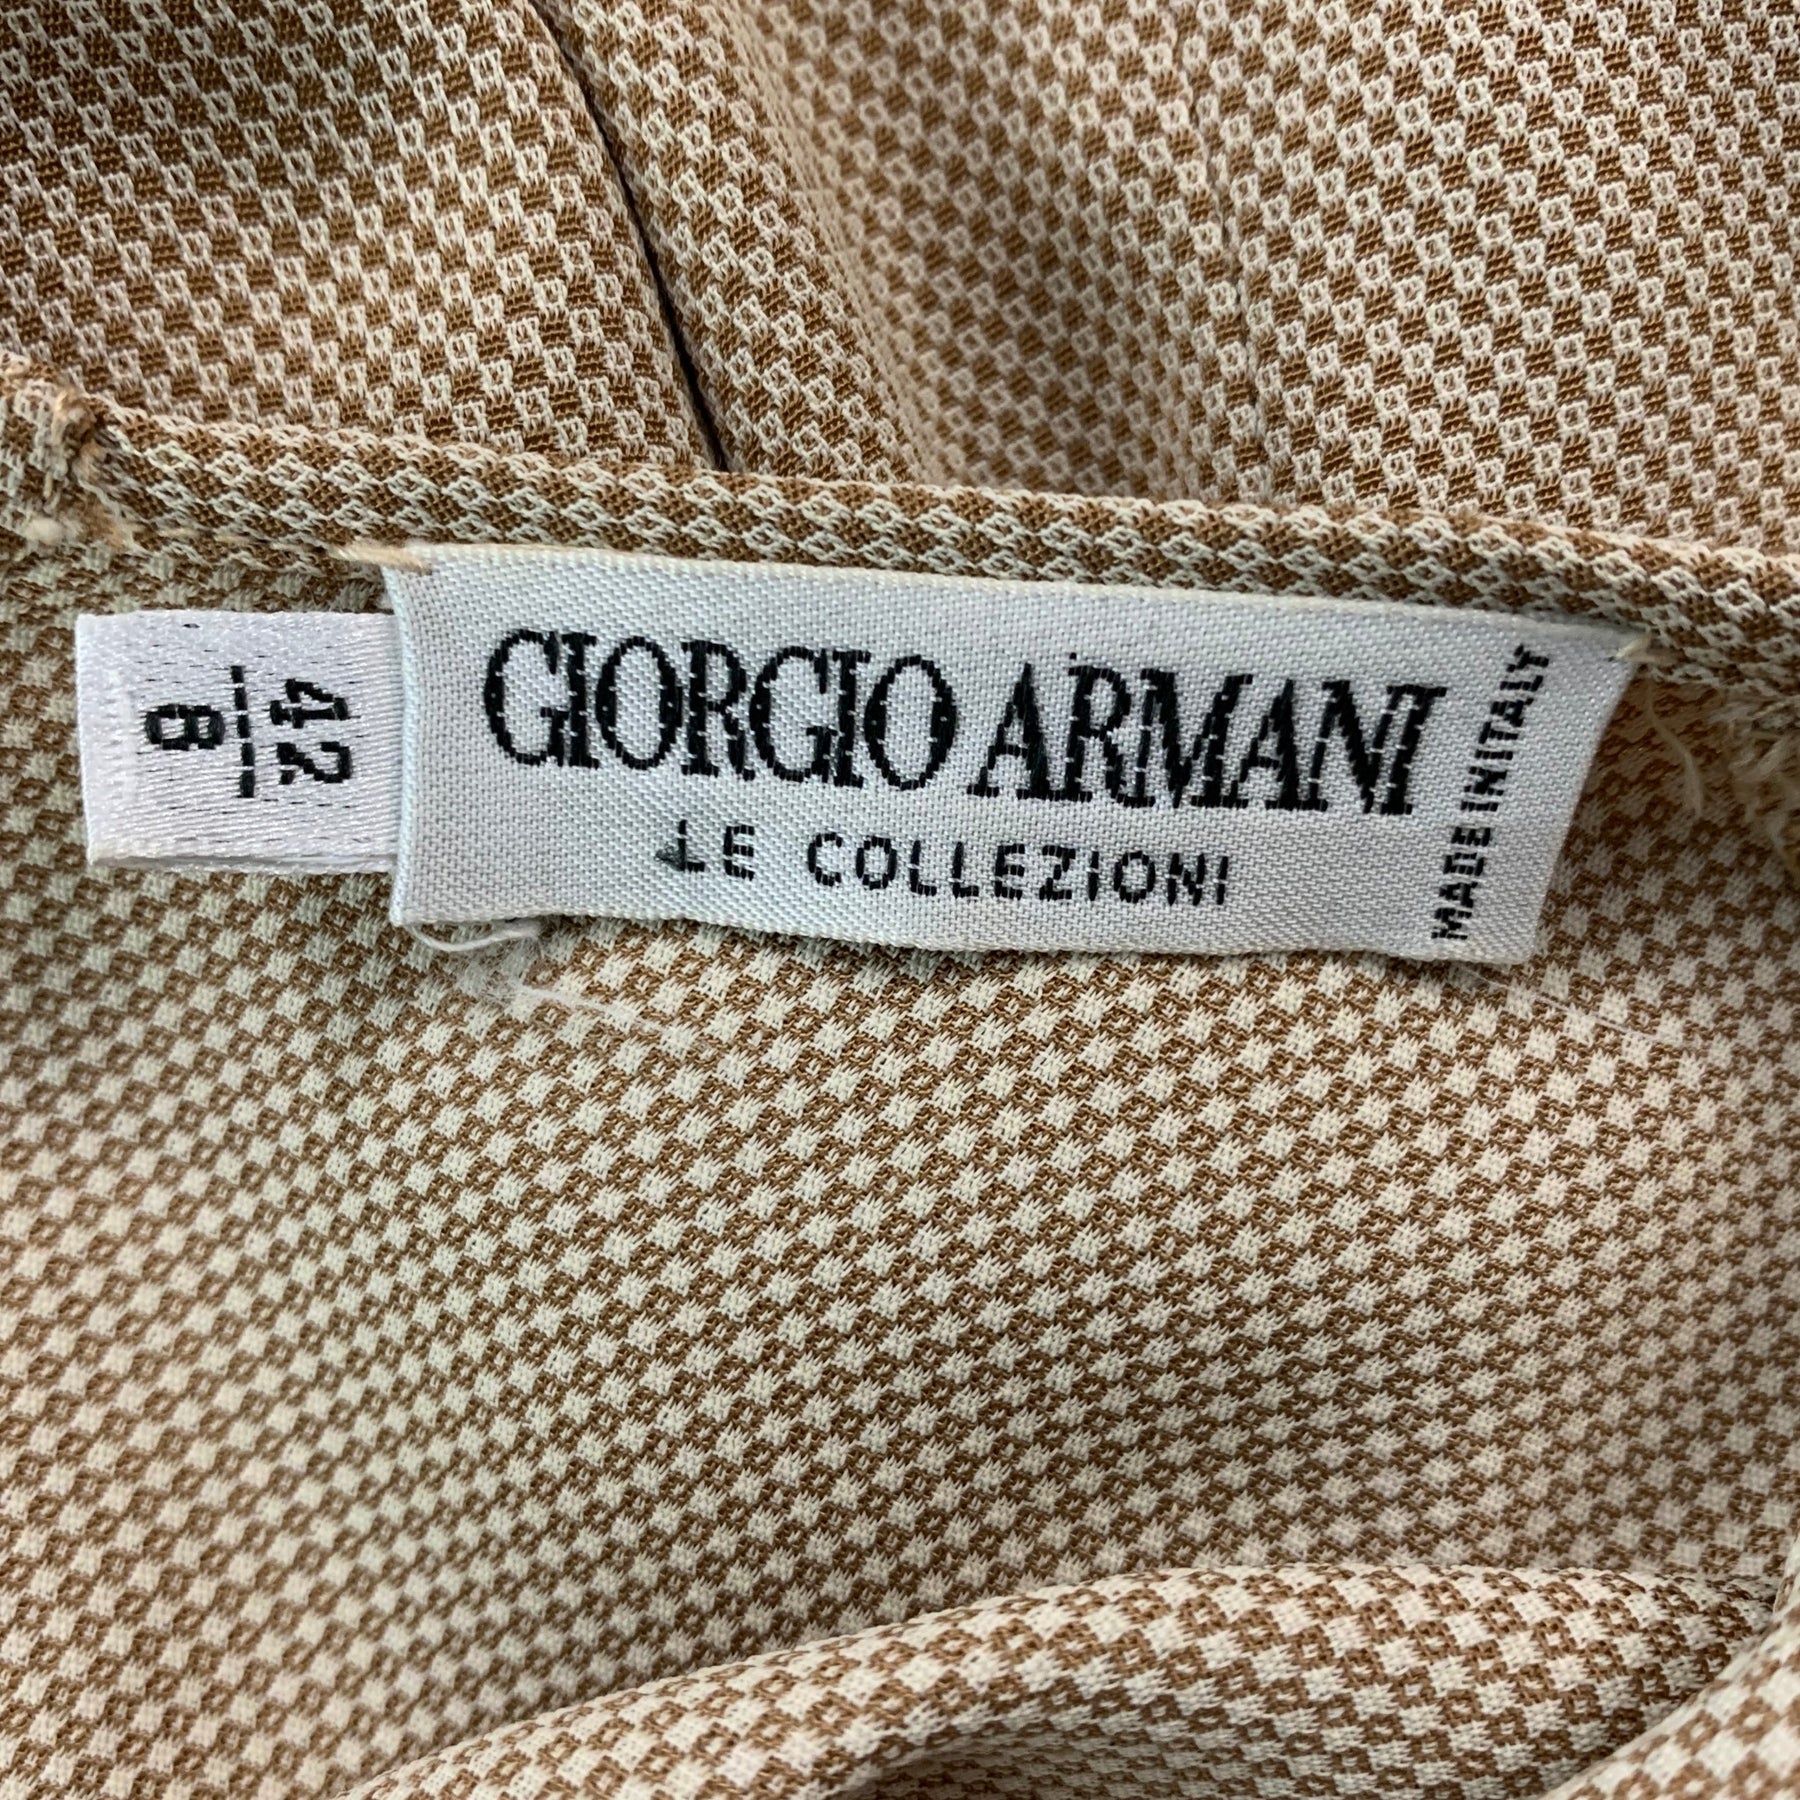 GIORGIO ARMANI
LE COLLEZIONI
MADE IN ITALY
42
8